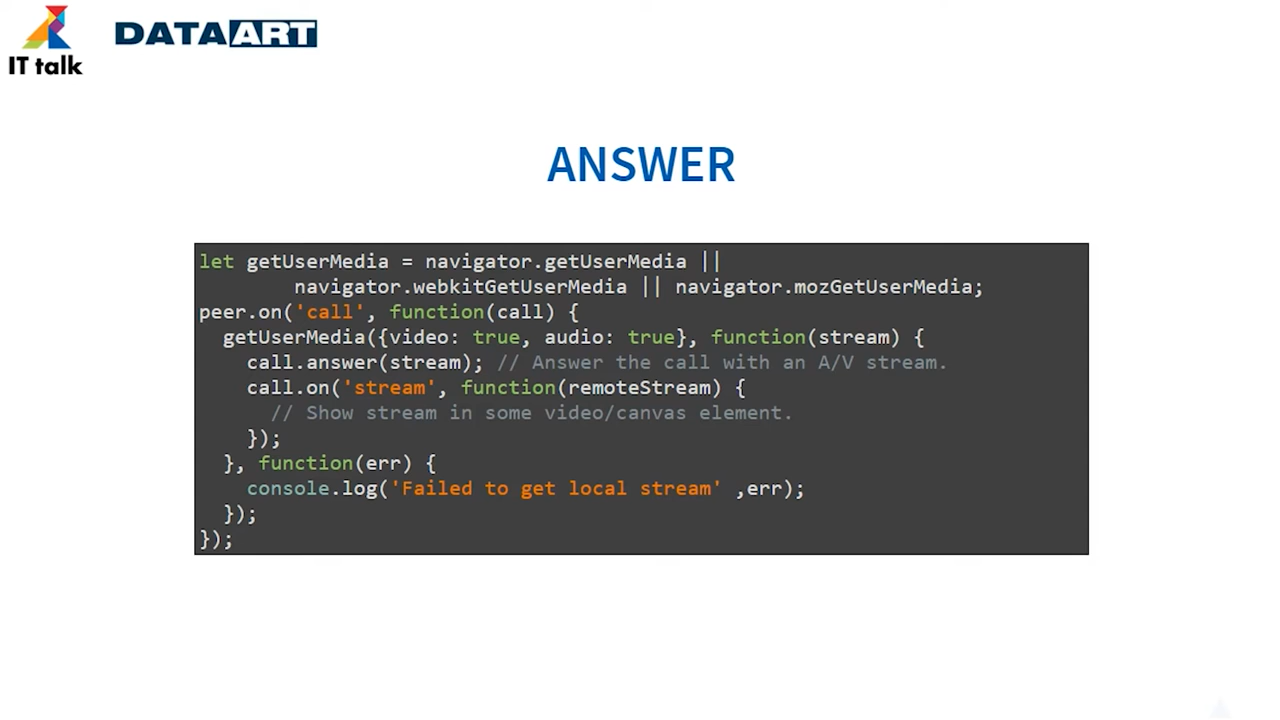 IT talk
DATAART
ANSWER
let getUserMedia = navigator.getUserMedia ||
        navigator.webkitGetUserMedia || navigator.mozGetUserMedia;
peer.on('call', function(call) {
  getUserMedia({video: true, audio: true}, function(stream) {
    call.answer(stream); // Answer the call with an A/V stream.
    call.on('stream', function(remoteStream) {
      // Show stream in some video/canvas element.
    });
  }, function(err) {
    console.log('Failed to get local stream' ,err);
  });
});